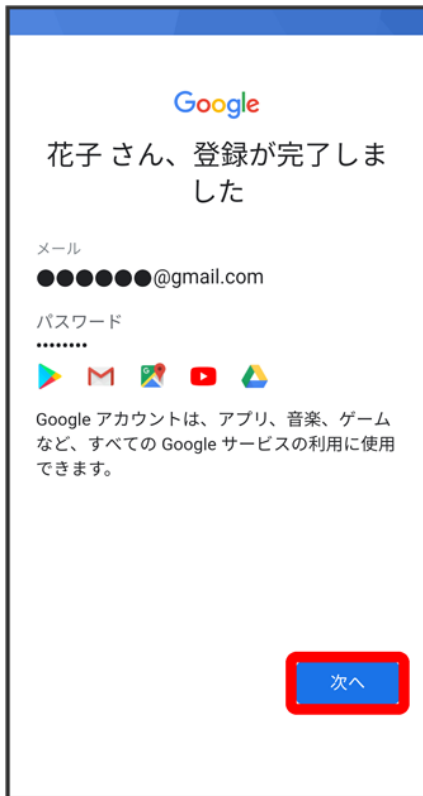 Google
花子 さん、登録が完了しま
した
メール
●●●●●●@gmail.com
パスワード
••••••••
Google アカウントは、アプリ、音楽、ゲーム
など、すべての Google サービスの利用に使用
できます。
次へ